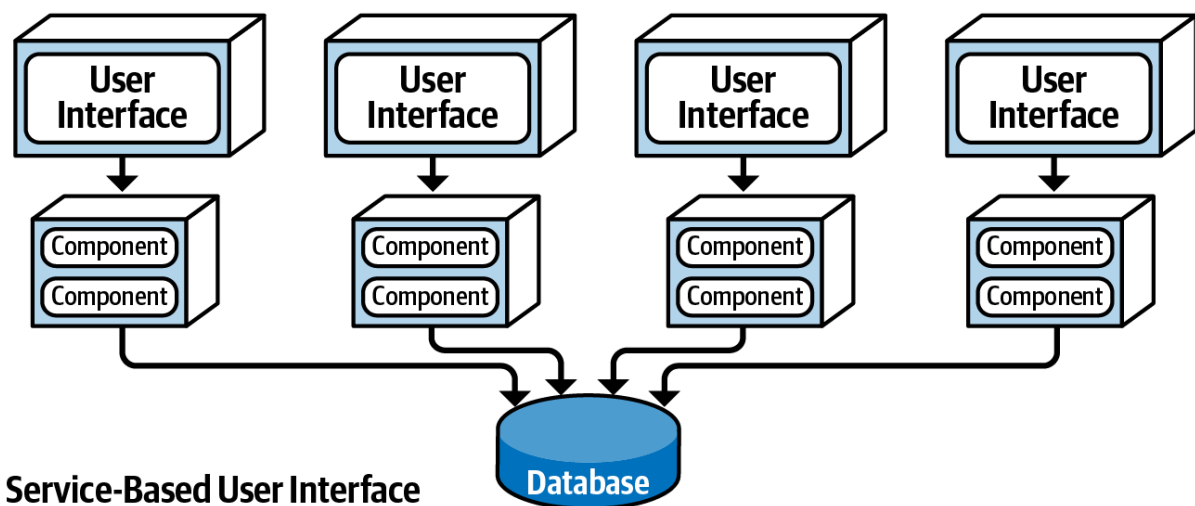 User
Interface
User
Interface
User
Interface
User
Interface
Component
Component
Component
Component
Component
Component
Component
Component
Database
Service-Based User Interface